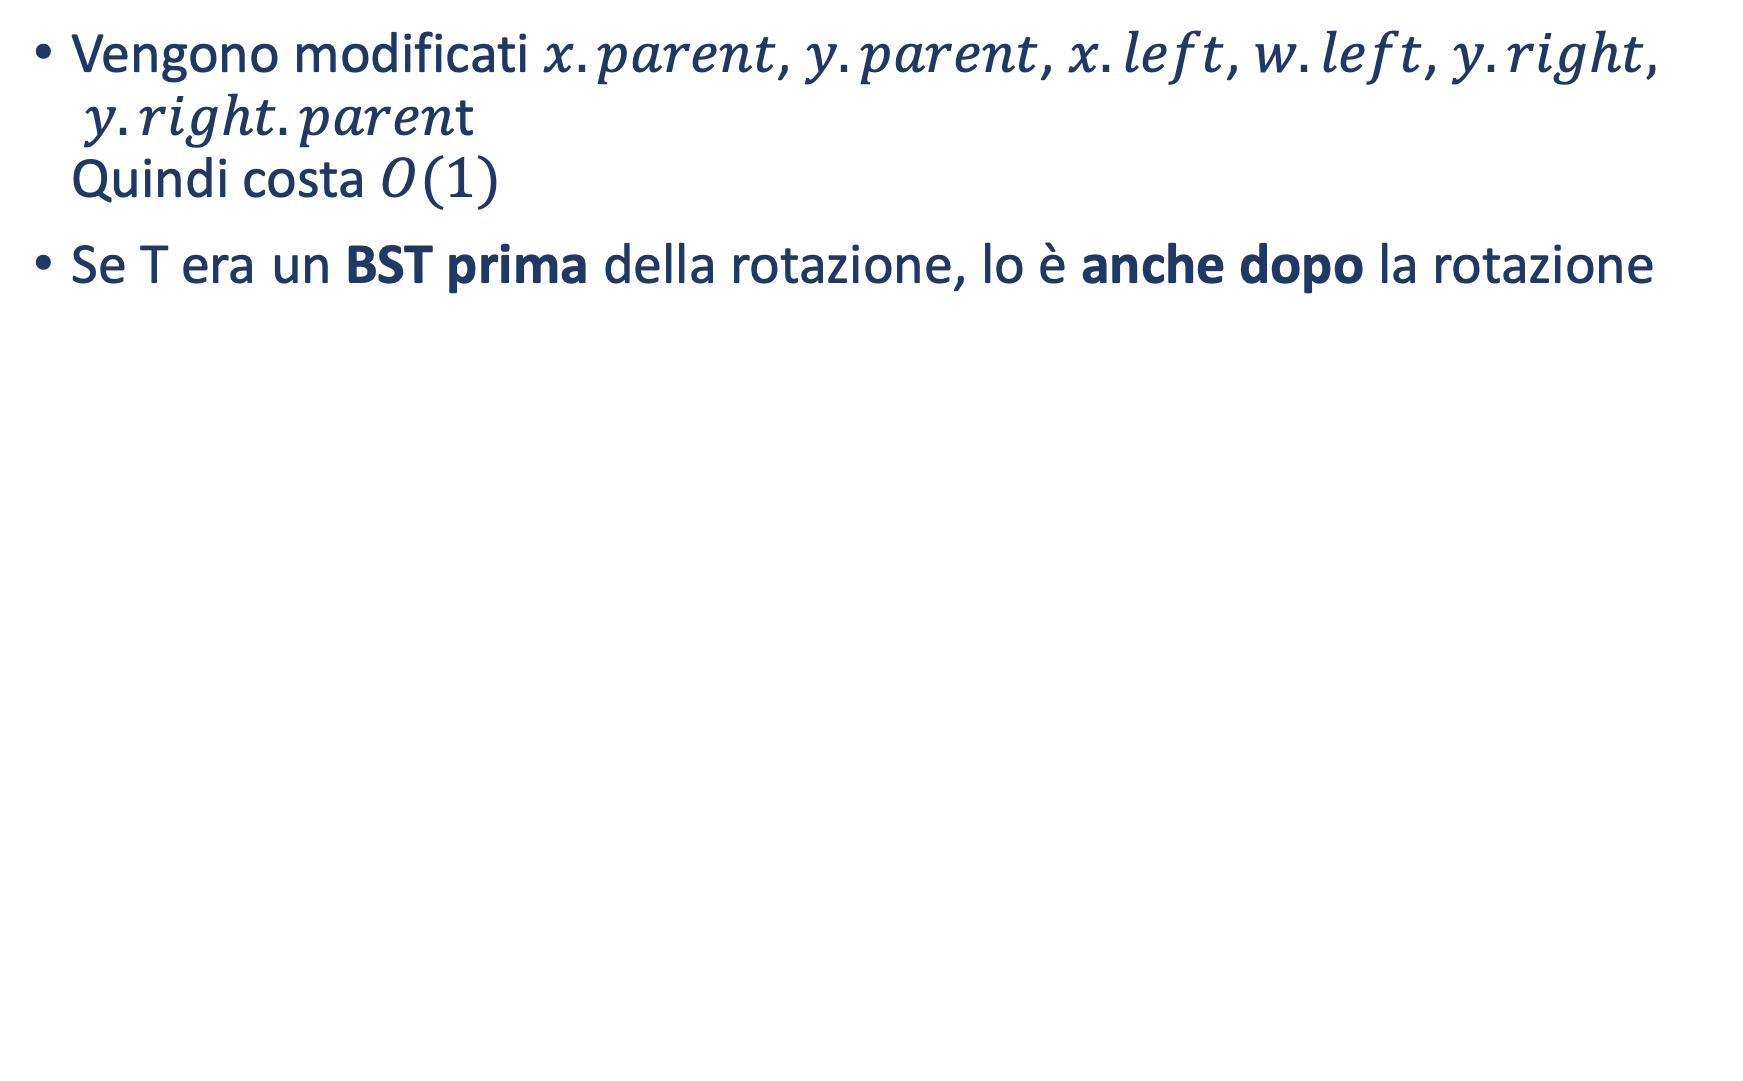 • Vengono modificati x.parent, y.parent, x.left, w.left, y.right,
y.right.parent
Quindi costa O(1)
• Se T era un BST prima della rotazione, lo è anche dopo la rotazione